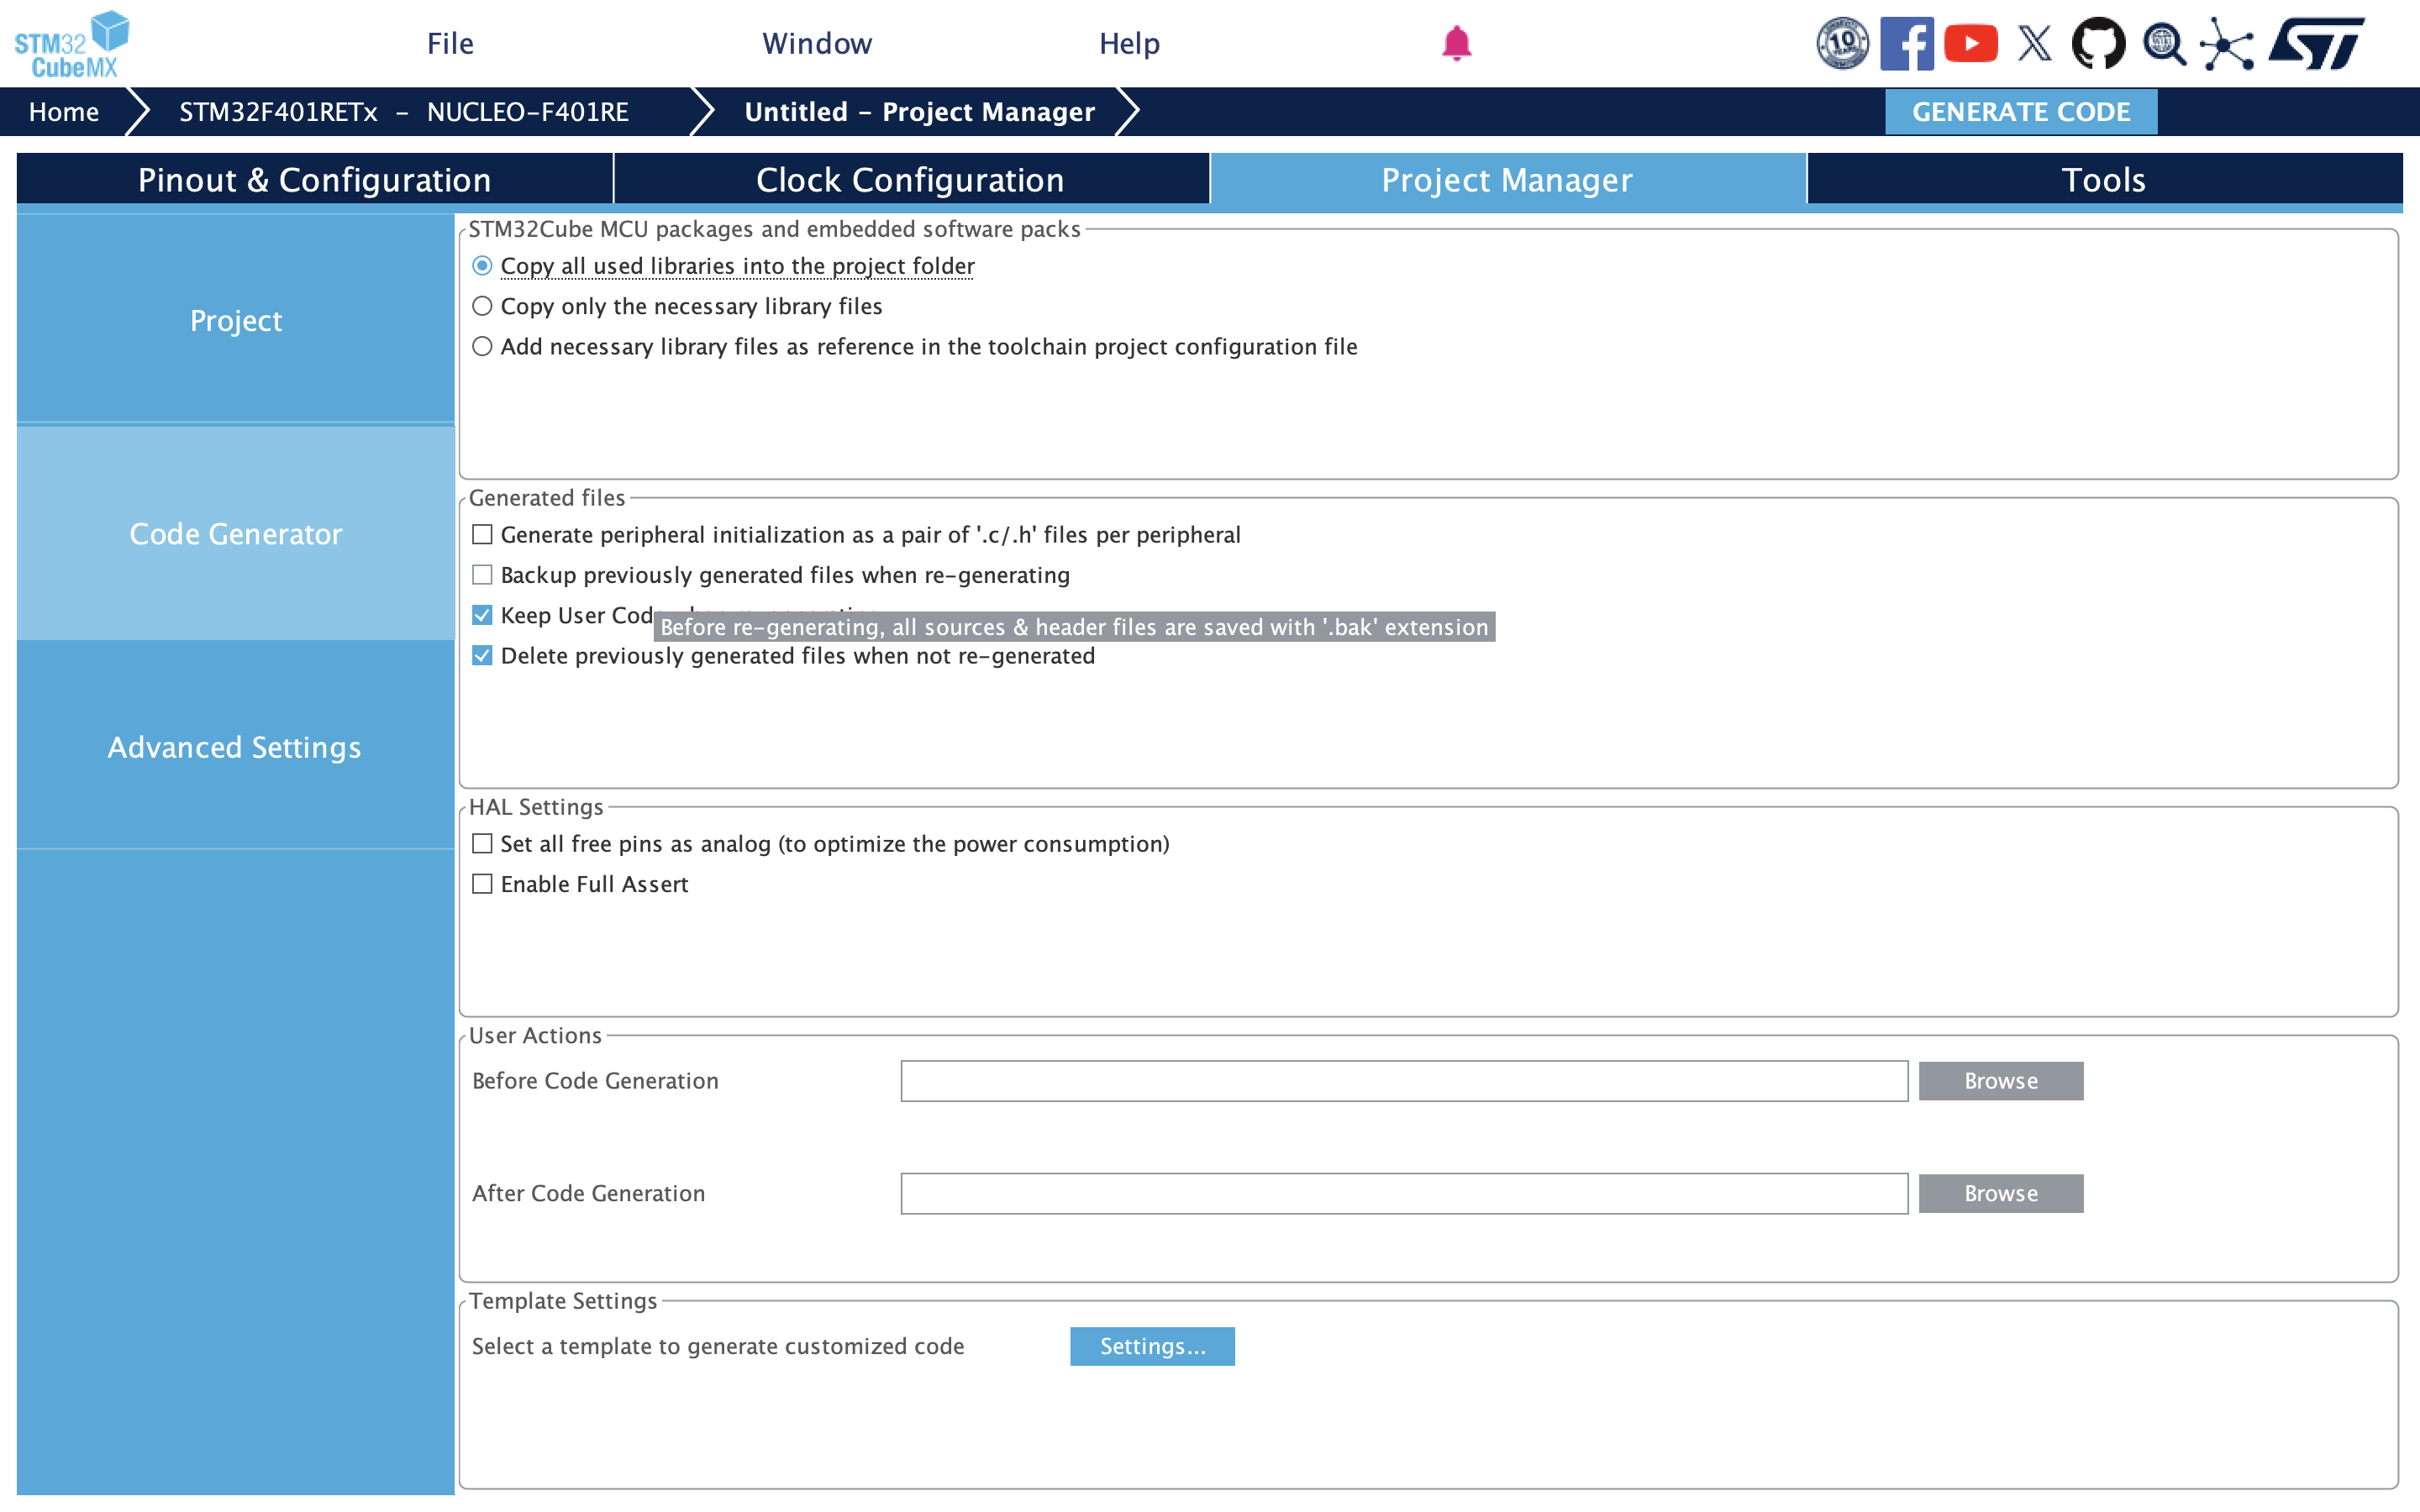 STM32
CubeMX
File
Window
Help
10
f
X
ST
Home
STM32F401RETx - NUCLEO-F401RE
Untitled - Project Manager
GENERATE CODE
Pinout & Configuration
Clock Configuration
Project Manager
Tools
Project
Code Generator
Advanced Settings
STM32Cube MCU packages and embedded software packs
Copy all used libraries into the project folder
Copy only the necessary library files
Add necessary library files as reference in the toolchain project configuration file
Generated files
Generate peripheral initialization as a pair of '.c/.h' files per peripheral
Backup previously generated files when re-generating
Keep User Cod
Before re-generating, all sources & header files are saved with '.bak' extension
Delete previously generated files when not re-generated
HAL Settings
Set all free pins as analog (to optimize the power consumption)
Enable Full Assert
User Actions
Before Code Generation
Browse
After Code Generation
Browse
Template Settings
Select a template to generate customized code
Settings...